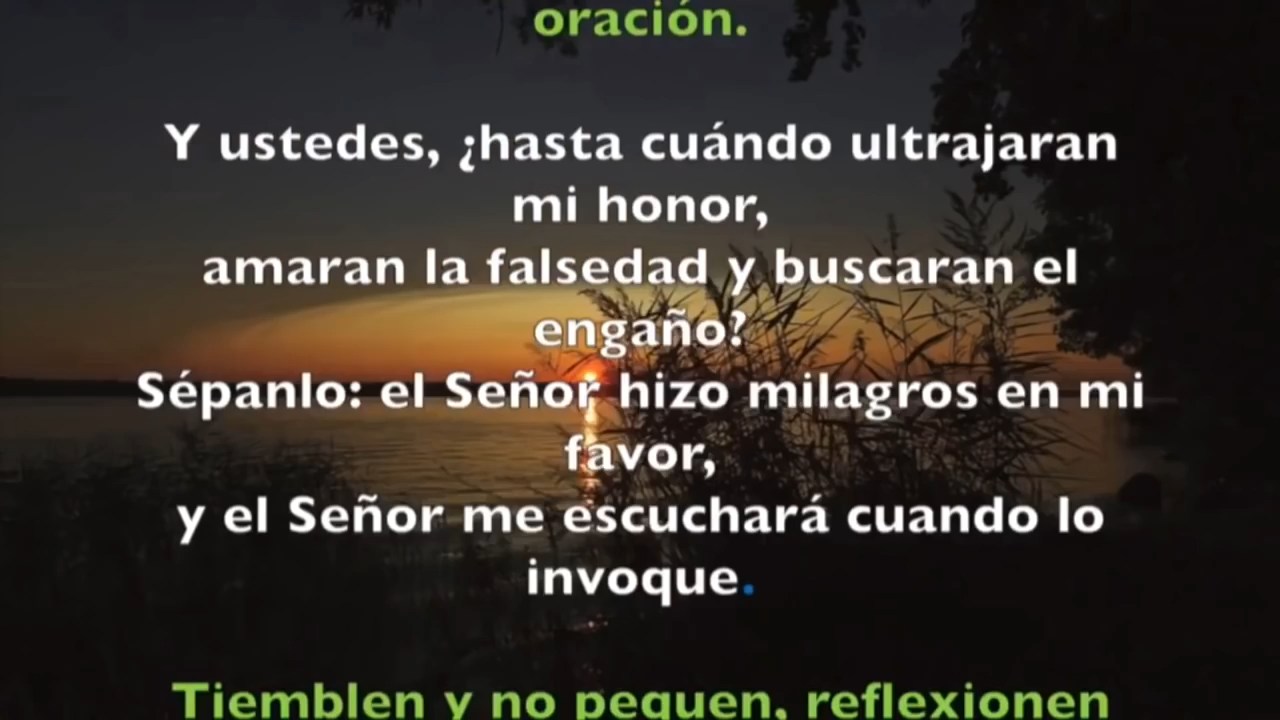 oración.
Y ustedes, ¿hasta cuándo ultrajaran
mi honor,
amaran la falsedad y buscaran el
engaño?
Sépanlo: el Señor hizo milagros en mi
favor,
y el Señor me escuchará cuando lo
invoque.
Tiemblen y no pequen, reflexionen